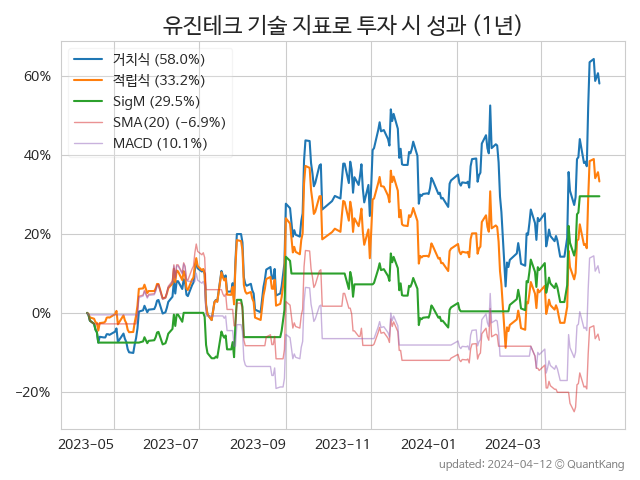 유진테크 기술 지표로 투자 시 성과 (1년)
거치식 (58.0%)
적립식 (33.2%)
SigM (29.5%)
SMA(20) (−6.9%)
MACD (10.1%)
60%
40%
20%
0%
−20%
2023-05 2023-07 2023-09 2023-11 2024-01 2024-03
updated: 2024-04-12 © QuantKang